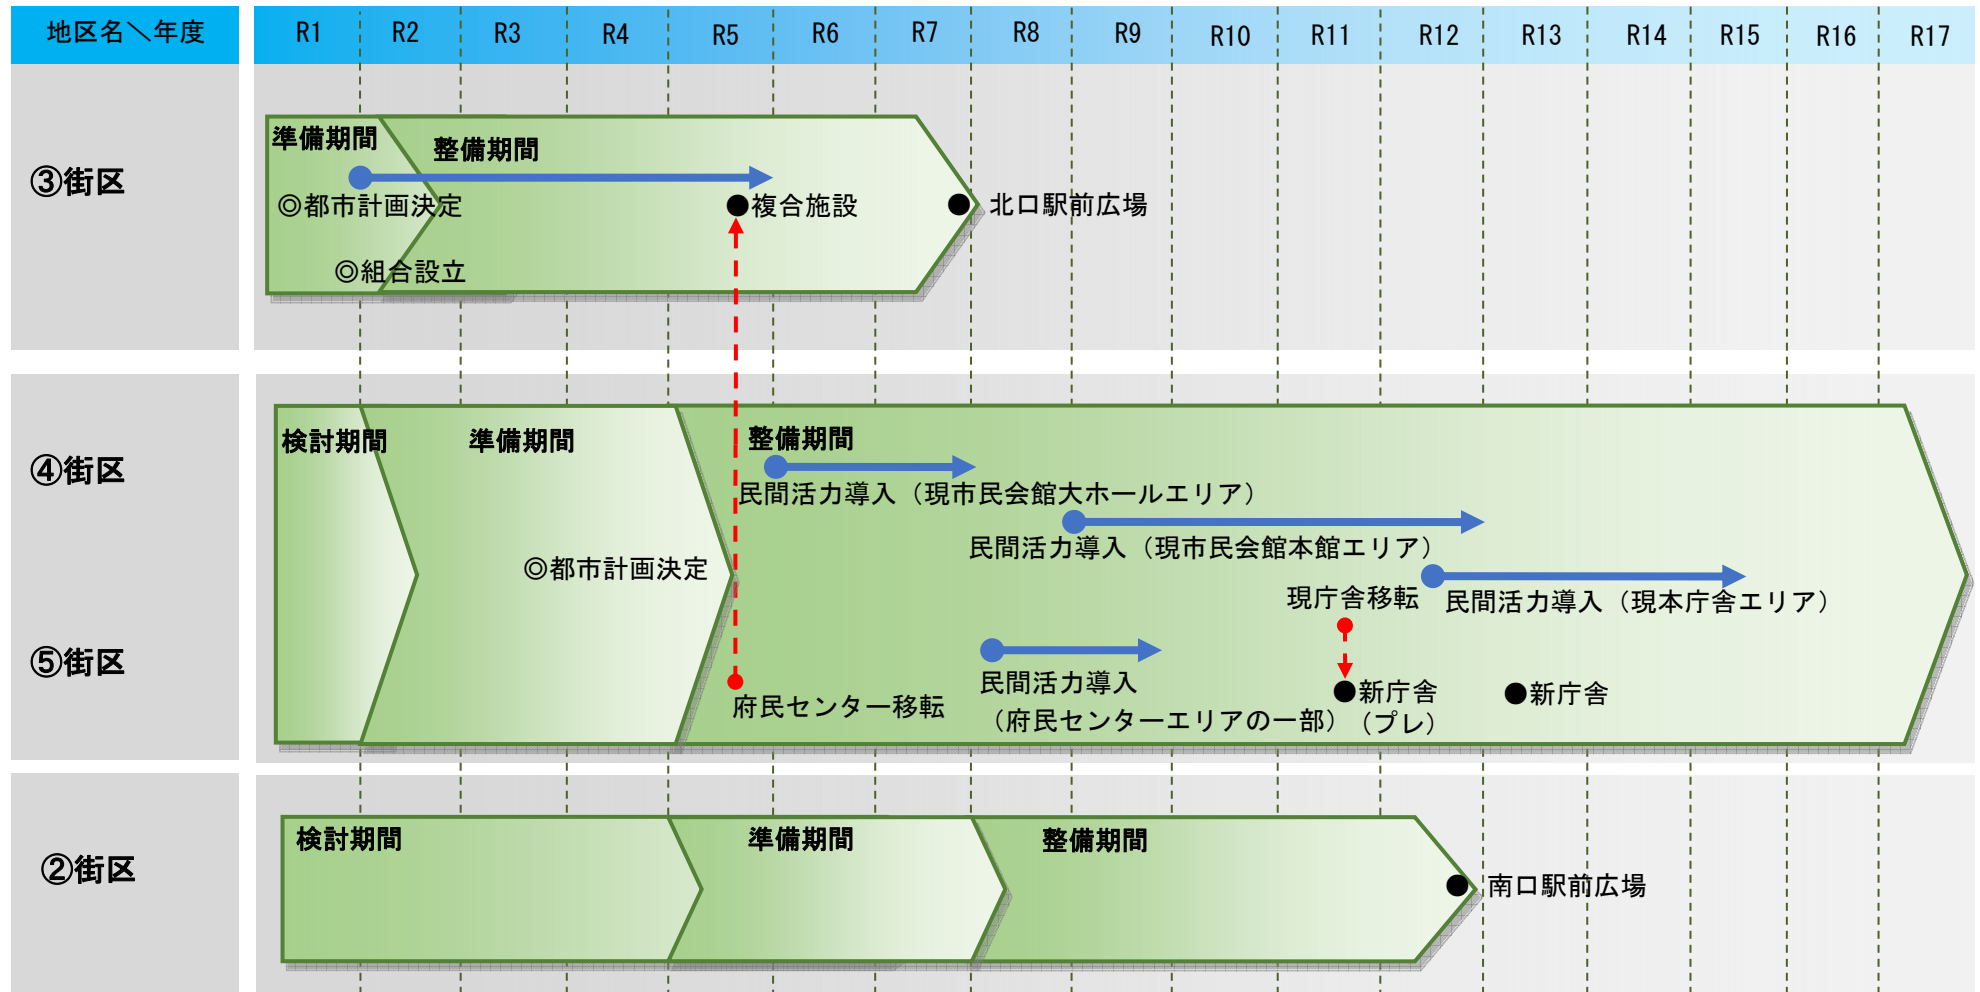 地区名＼年度 R1 R2 R3 R4 R5 R6 R7 R8 R9 R10 R11 R12 R13 R14 R15 R16 R17
③街区
準備期間
整備期間
◎都市計画決定
●複合施設
● 北口駅前広場
◎組合設立
④街区
⑤街区
検討期間
準備期間
整備期間
民間活力導入（現市民会館大ホールエリア）
民間活力導入（現市民会館本館エリア）
◎都市計画決定
現庁舎移転
民間活力導入（現本庁舎エリア）
府民センター移転
民間活力導入
（府民センターエリアの一部）
●新庁舎
（プレ）
●新庁舎
②街区
検討期間
準備期間
整備期間
● 南口駅前広場